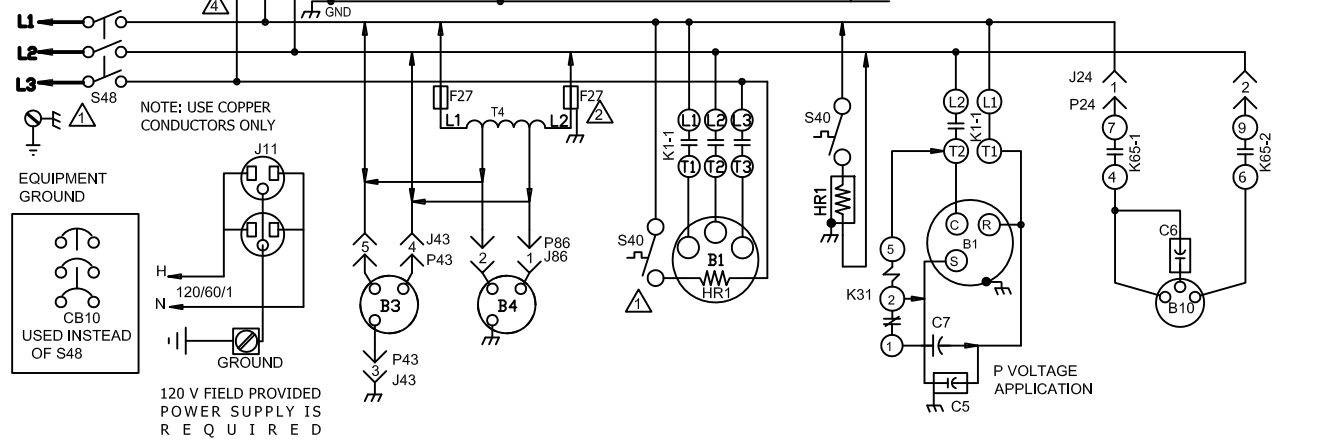 4
GND
L1
L2
L3
S48
1
NOTE: USE COPPER
CONDUCTORS ONLY
EQUIPMENT
GROUND
CB10
USED INSTEAD
OF S48
J11
H
120/60/1
N
GROUND
120 V FIELD PROVIDED
POWER SUPPLY IS
REQUIRED
F27
T4
F27
2
L1
L2
5
4
J43
P43
B3
3
P43
J43
2
1
P86
J86
B4
S40
1
K1-1
L1
L2
L3
T1
T2
T3
B1
HR1
S40
HR1
L2
L1
K1-1
T2
T1
C
R
B1
S
5
K31
2
1
C7
C5
P VOLTAGE
APPLICATION
J24
1
P24
7
K65-1
4
2
9
K65-2
6
C6
B10